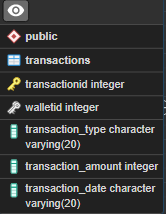 public
transactions
transactionid integer
walletid integer
transaction_type character
varying(20)
transaction_amount integer
transaction_date character
varying(20)